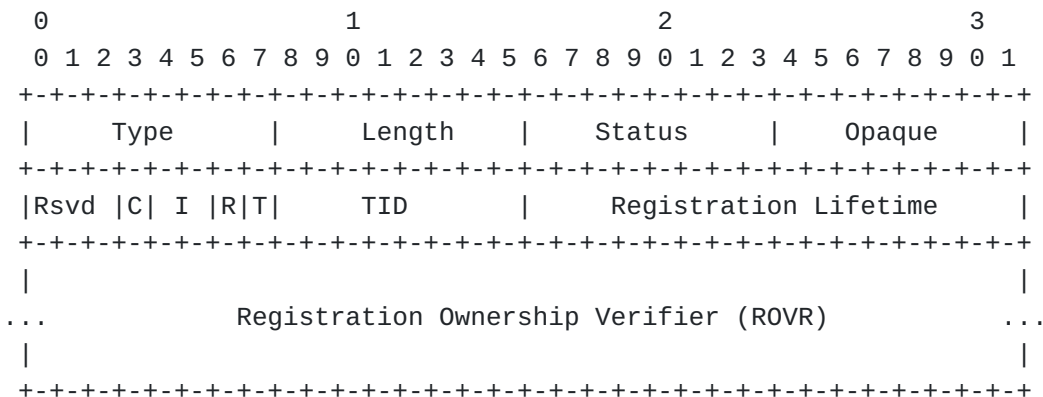 0                   1                   2                   3
 0 1 2 3 4 5 6 7 8 9 0 1 2 3 4 5 6 7 8 9 0 1 2 3 4 5 6 7 8 9 0 1
+-+-+-+-+-+-+-+-+-+-+-+-+-+-+-+-+-+-+-+-+-+-+-+-+-+-+-+-+-+-+-+-+
|     Type      |     Length    |    Status     |    Opaque     |
+-+-+-+-+-+-+-+-+-+-+-+-+-+-+-+-+-+-+-+-+-+-+-+-+-+-+-+-+-+-+-+-+
|Rsvd |C| I |R|T|     TID       |     Registration Lifetime     |
+-+-+-+-+-+-+-+-+-+-+-+-+-+-+-+-+-+-+-+-+-+-+-+-+-+-+-+-+-+-+-+-+
|                                                               |
...            Registration Ownership Verifier (ROVR)           ...
|                                                               |
+-+-+-+-+-+-+-+-+-+-+-+-+-+-+-+-+-+-+-+-+-+-+-+-+-+-+-+-+-+-+-+-+